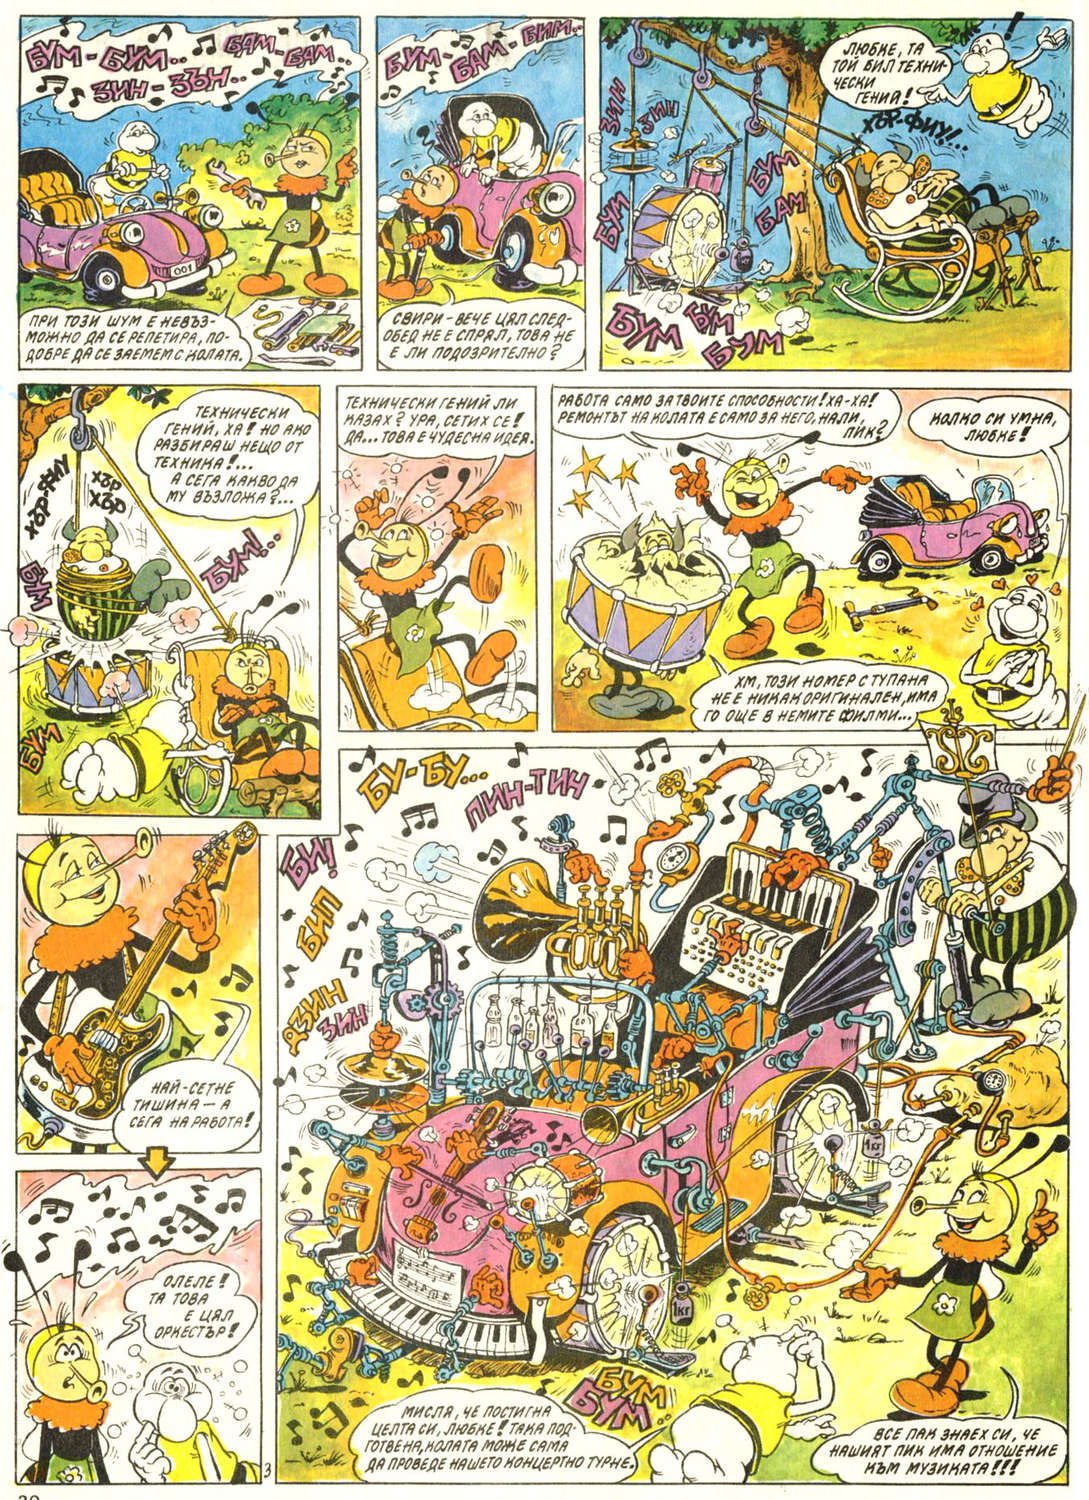 БУМ-БУМ..
БАМ-БАМ..
ЗИН-ЗЪН..
001
ПРИ ТОЗИ ШУМ Е НЕВЪЗ-
МОЖНО ДА СЕ РЕПЕТИРА, ПО-
ДОБРЕ ДА СЕ ЗАЕМЕМ С КОЛАТА.
БУМ-БАМ-БИМ..
СВИРИ-ВЕЧЕ ЦЯЛ СЛЕД-
ОБЕД НЕ Е СПРЯЛ, ТОВА НЕ
Е ЛИ ПОДОЗРИТЕЛНО?
!
ЛЮБКЕ, ТА
ТОЙ БИЛ ТЕХНИ-
ЧЕСКИ
ГЕНИЙ!
ХЪР-ФИУ!..
ЗИН
ЗИН
БУМ
БУМ
БАМ
кг
БУМ
БУМ
БУМ
ТЕХНИЧЕСКИ
ГЕНИЙ, ХА! НО АКО
РАЗБИРАШ НЕЩО ОТ
ТЕХНИКА!...
А СЕГА КАКВО ДА
МУ ВЪЗЛОЖА?...
ХЪР-ФИУ
ХЪР
ХЪР
БУМ
БУМ!...
БУМ
ТЕХНИЧЕСКИ ГЕНИЙ ЛИ
КАЗАХ? УРА, СЕТИХ СЕ!
ДА... ТОВА Е ЧУДЕСНА ИДЕЯ.
РАБОТА САМО ЗА ТВОИТЕ СПОСОБНОСТИ! ХА-ХА!
РЕМОНТЪТ НА КОЛАТА Е САМО ЗА НЕГО, НАЛИ,
ПИК?
КОЛКО СИ УМНА,
ЛЮБКЕ!
ХМ, ТОЗИ НОМЕР С ТУПАНА
НЕ Е НИКАК ОРИГИНАЛЕН, ИМА
ГО ОЩЕ В НЕМИТЕ ФИЛМИ...
НАЙ-СЕТНЕ
ТИШИНА — А
СЕГА НА РАБОТА!
ОЛЕЛЕ!
ТА ТОВА
Е ЦЯЛ
ОРКЕСТЪР!
3
БУ-БУ...
ПИН-ТИЧ
БУ!
БИП
ДЗИН
ЗИН
1кг
1кг
БУМ
БУМ..
МИСЛЯ, ЧЕ ПОСТИГНА
ЦЕЛТА СИ, ЛЮБКЕ! ТАКА ПОД-
ГОТВЕНА, КОЛАТА МОЖЕ САМА
ДА ПРОВЕДЕ НАШЕТО КОНЦЕРТНО ТУРНЕ.
ВСЕ ПАК ЗНАЕХ СИ, ЧЕ
НАШИЯТ ПИК ИМА ОТНОШЕНИЕ
КЪМ МУЗИКАТА!!!